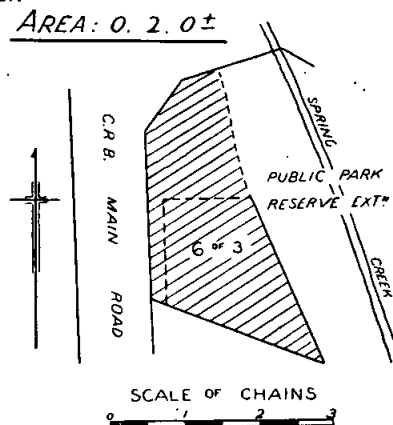 AREA: 0. 2. 0±
C.R.B. MAIN ROAD
SPRING CREEK
PUBLIC PARK
RESERVE EXTN
6 OF 3
SCALE OF CHAINS
0 1 2 3